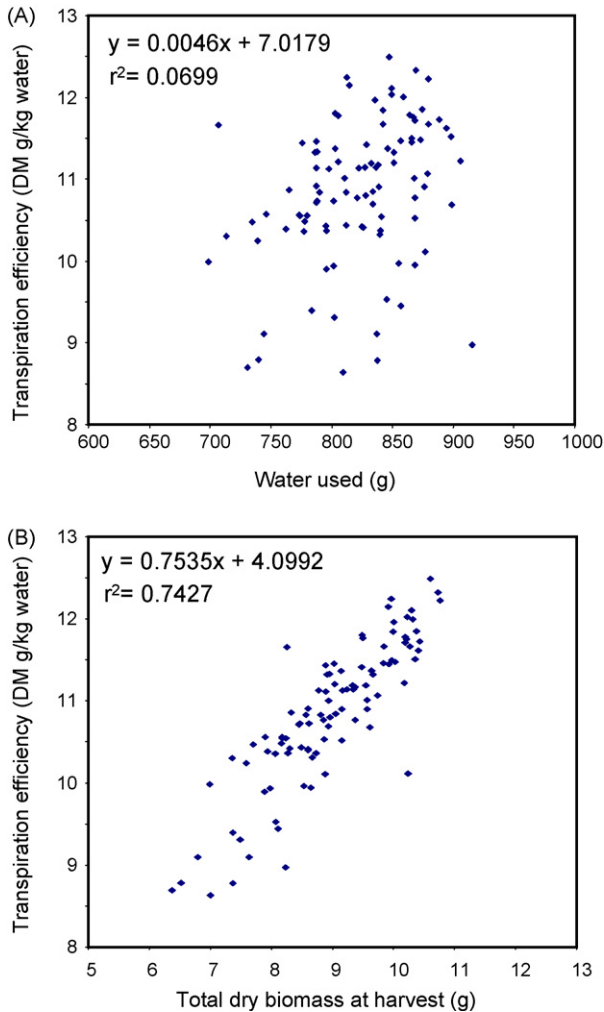 (A)
13
12
11
10
9
8
Transpiration efficiency (DM g/kg water)
y = 0.0046x + 7.0179
r²= 0.0699
600 650 700 750 800 850 900 950 1000
Water used (g)
(B)
13
12
11
10
9
8
Transpiration efficiency (DM g/kg water)
y = 0.7535x + 4.0992
r²= 0.7427
5 6 7 8 9 10 11 12 13
Total dry biomass at harvest (g)